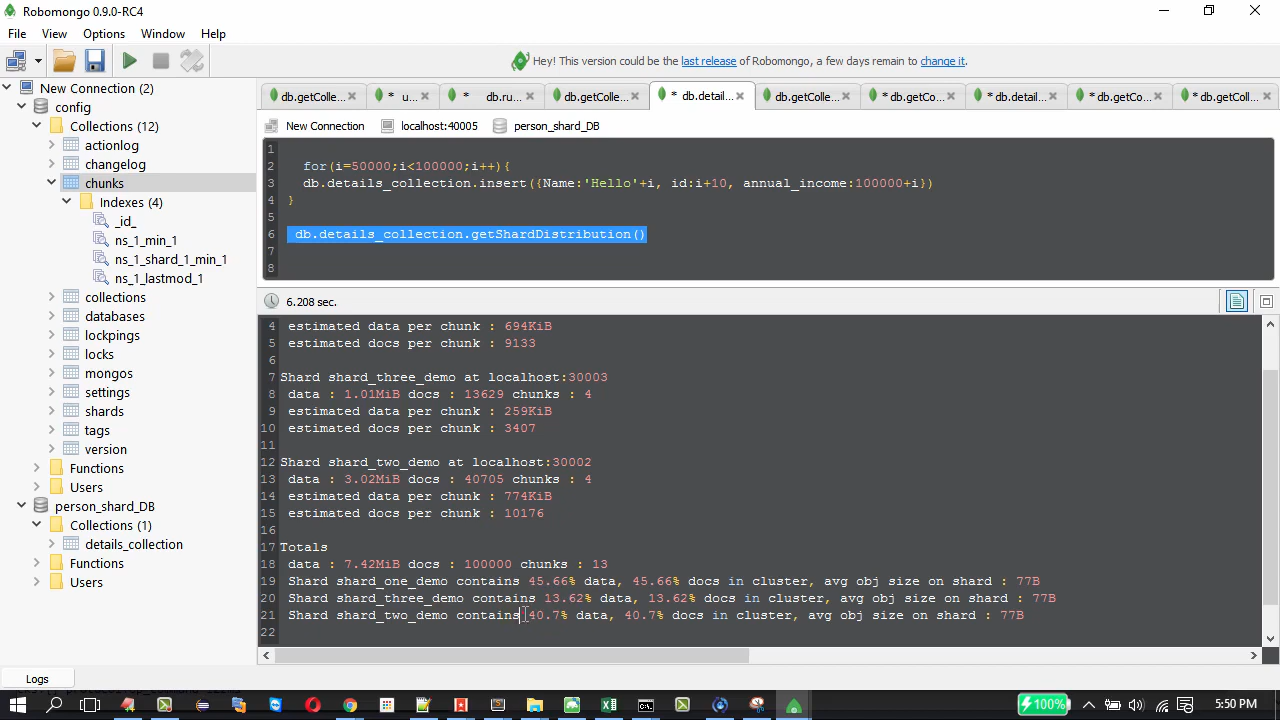 Robomongo 0.9.0-RC4
File View Options Window Help
Hey! This version could be the last release of Robomongo, a few days remain to change it.
New Connection (2)
config
Collections (12)
actionlog
changelog
chunks
Indexes (4)
_id_
ns_1_min_1
ns_1_shard_1_min_1
ns_1_lastmod_1
collections
databases
lockpings
locks
mongos
settings
shards
tags
version
Functions
Users
person_shard_DB
Collections (1)
details_collection
Functions
Users
db.getColle... * u... * db.ru... db.getColle... * db.detail... db.getColle... * db.getCo... * db.detail... * db.getCo... * db.getColl...
New Connection localhost:40005 person_shard_DB
1
2 for(i=50000;i<100000;i++){
3 db.details_collection.insert({Name:'Hello'+i, id:i+10, annual_income:100000+i})
4 }
5
6 db.details_collection.getShardDistribution()
7
8
6.208 sec.
4 estimated data per chunk : 694KiB
5 estimated docs per chunk : 9133
6
7 Shard shard_three_demo at localhost:30003
8 data : 1.01MiB docs : 13629 chunks : 4
9 estimated data per chunk : 259KiB
10 estimated docs per chunk : 3407
11
12 Shard shard_two_demo at localhost:30002
13 data : 3.02MiB docs : 40705 chunks : 4
14 estimated data per chunk : 774KiB
15 estimated docs per chunk : 10176
16
17 Totals
18 data : 7.42MiB docs : 100000 chunks : 13
19 Shard shard_one_demo contains 45.66% data, 45.66% docs in cluster, avg obj size on shard : 77B
20 Shard shard_three_demo contains 13.62% data, 13.62% docs in cluster, avg obj size on shard : 77B
21 Shard shard_two_demo contains 40.7% data, 40.7% docs in cluster, avg obj size on shard : 77B
22
Logs
100%
5:50 PM